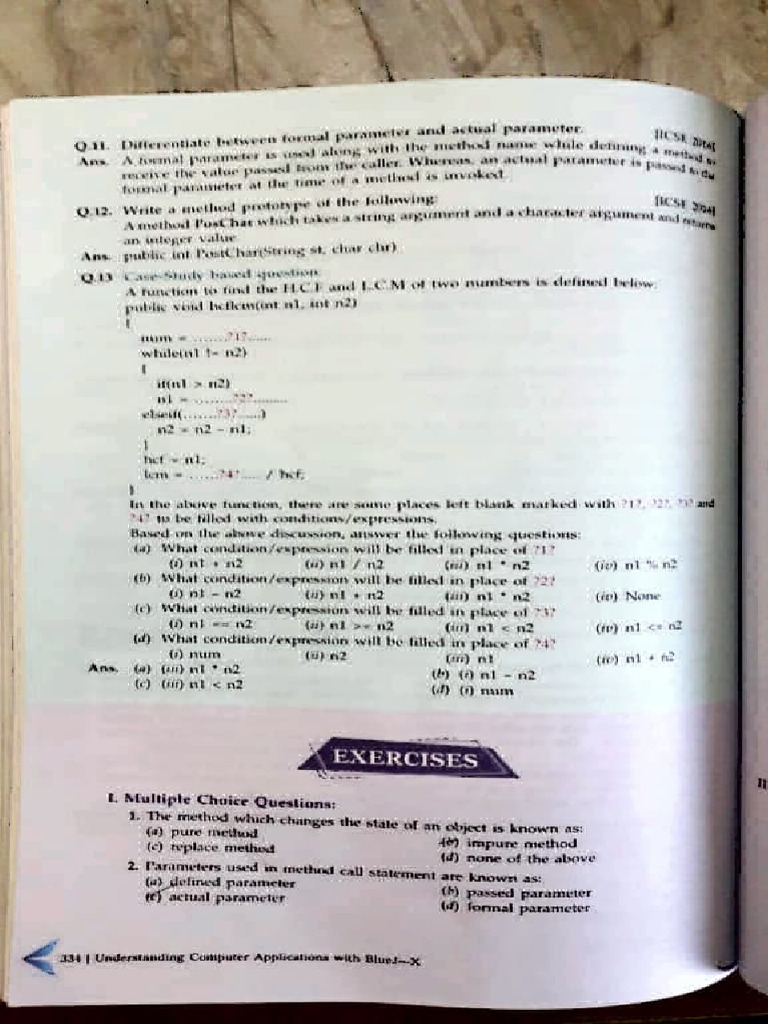 Q.11. Differentiate between formal parameter and actual parameter. [ICSE 2016]
Ans. A formal parameter is used along with the method name while defining a method to
receive the value passed from the caller. Whereas, an actual parameter is passed to the
formal parameter at the time of a method is invoked.
Q.12. Write a method prototype of the following: [ICSE]
A method PosChar which takes a string argument and a character argument and returns
an integer value
Ans. public int PostChar(String st, char chr)
Q.13 Case-Study based question.
A function to find the H.C.F and L.C.M of two numbers is defined below:
public void hcflcm(int n1, int n2)
{
num = ........?1?......
while(n1 != n2)
{
if(n1 > n2)
n1 = ........?2?.........
elseif(.......?3?......)
n2 = n2 - n1;
}
hcf = n1;
lcm = ......?4?..... / hcf;
}
In the above function, there are some places left blank marked with ?1?, ?2?, ?3? and
?4? to be filled with conditions/expressions.
Based on the above discussion, answer the following questions:
(a) What condition/expression will be filled in place of ?1?
(i) n1 + n2 (ii) n1 / n2 (iii) n1 * n2 (iv) n1 % n2
(b) What condition/expression will be filled in place of ?2?
(i) n1 - n2 (ii) n1 + n2 (iii) n1 * n2 (iv) None
(c) What condition/expression will be filled in place of ?3?
(i) n1 == n2 (ii) n1 >= n2 (iii) n1 < n2 (iv) n1 <= n2
(d) What condition/expression will be filled in place of ?4?
(i) num (ii) n2 (iii) n1 (iv) n1 + n2
Ans. (a) (iii) n1 * n2 (b) (i) n1 - n2
(c) (iii) n1 < n2 (d) (i) num
EXERCISES
I. Multiple Choice Questions:
1. The method which changes the state of an object is known as:
(a) pure method (b) impure method
(c) replace method (d) none of the above
2. Parameters used in method call statement are known as:
(a) defined parameter (b) passed parameter
(c) actual parameter (d) formal parameter
334 | Understanding Computer Applications with BlueJ—X